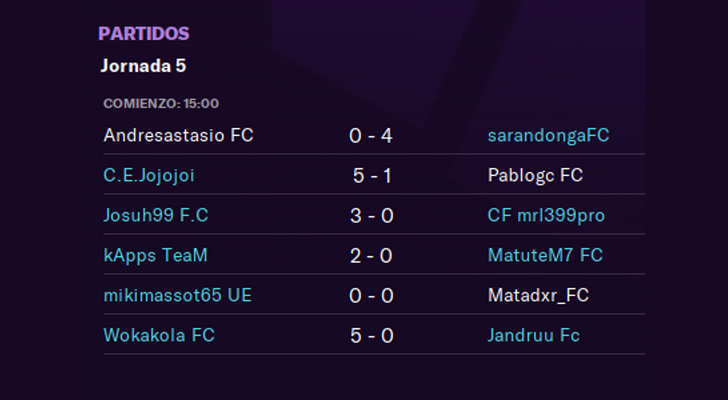 PARTIDOS
Jornada 5
COMIENZO: 15:00
Andresastasio FC 0 - 4 sarandongaFC
C.E.Jojojoi 5 - 1 Pablogc FC
Josuh99 F.C 3 - 0 CF mrl399pro
kApps TeaM 2 - 0 MatuteM7 FC
mikimassot65 UE 0 - 0 Matadxr_FC
Wokakola FC 5 - 0 Jandruu Fc